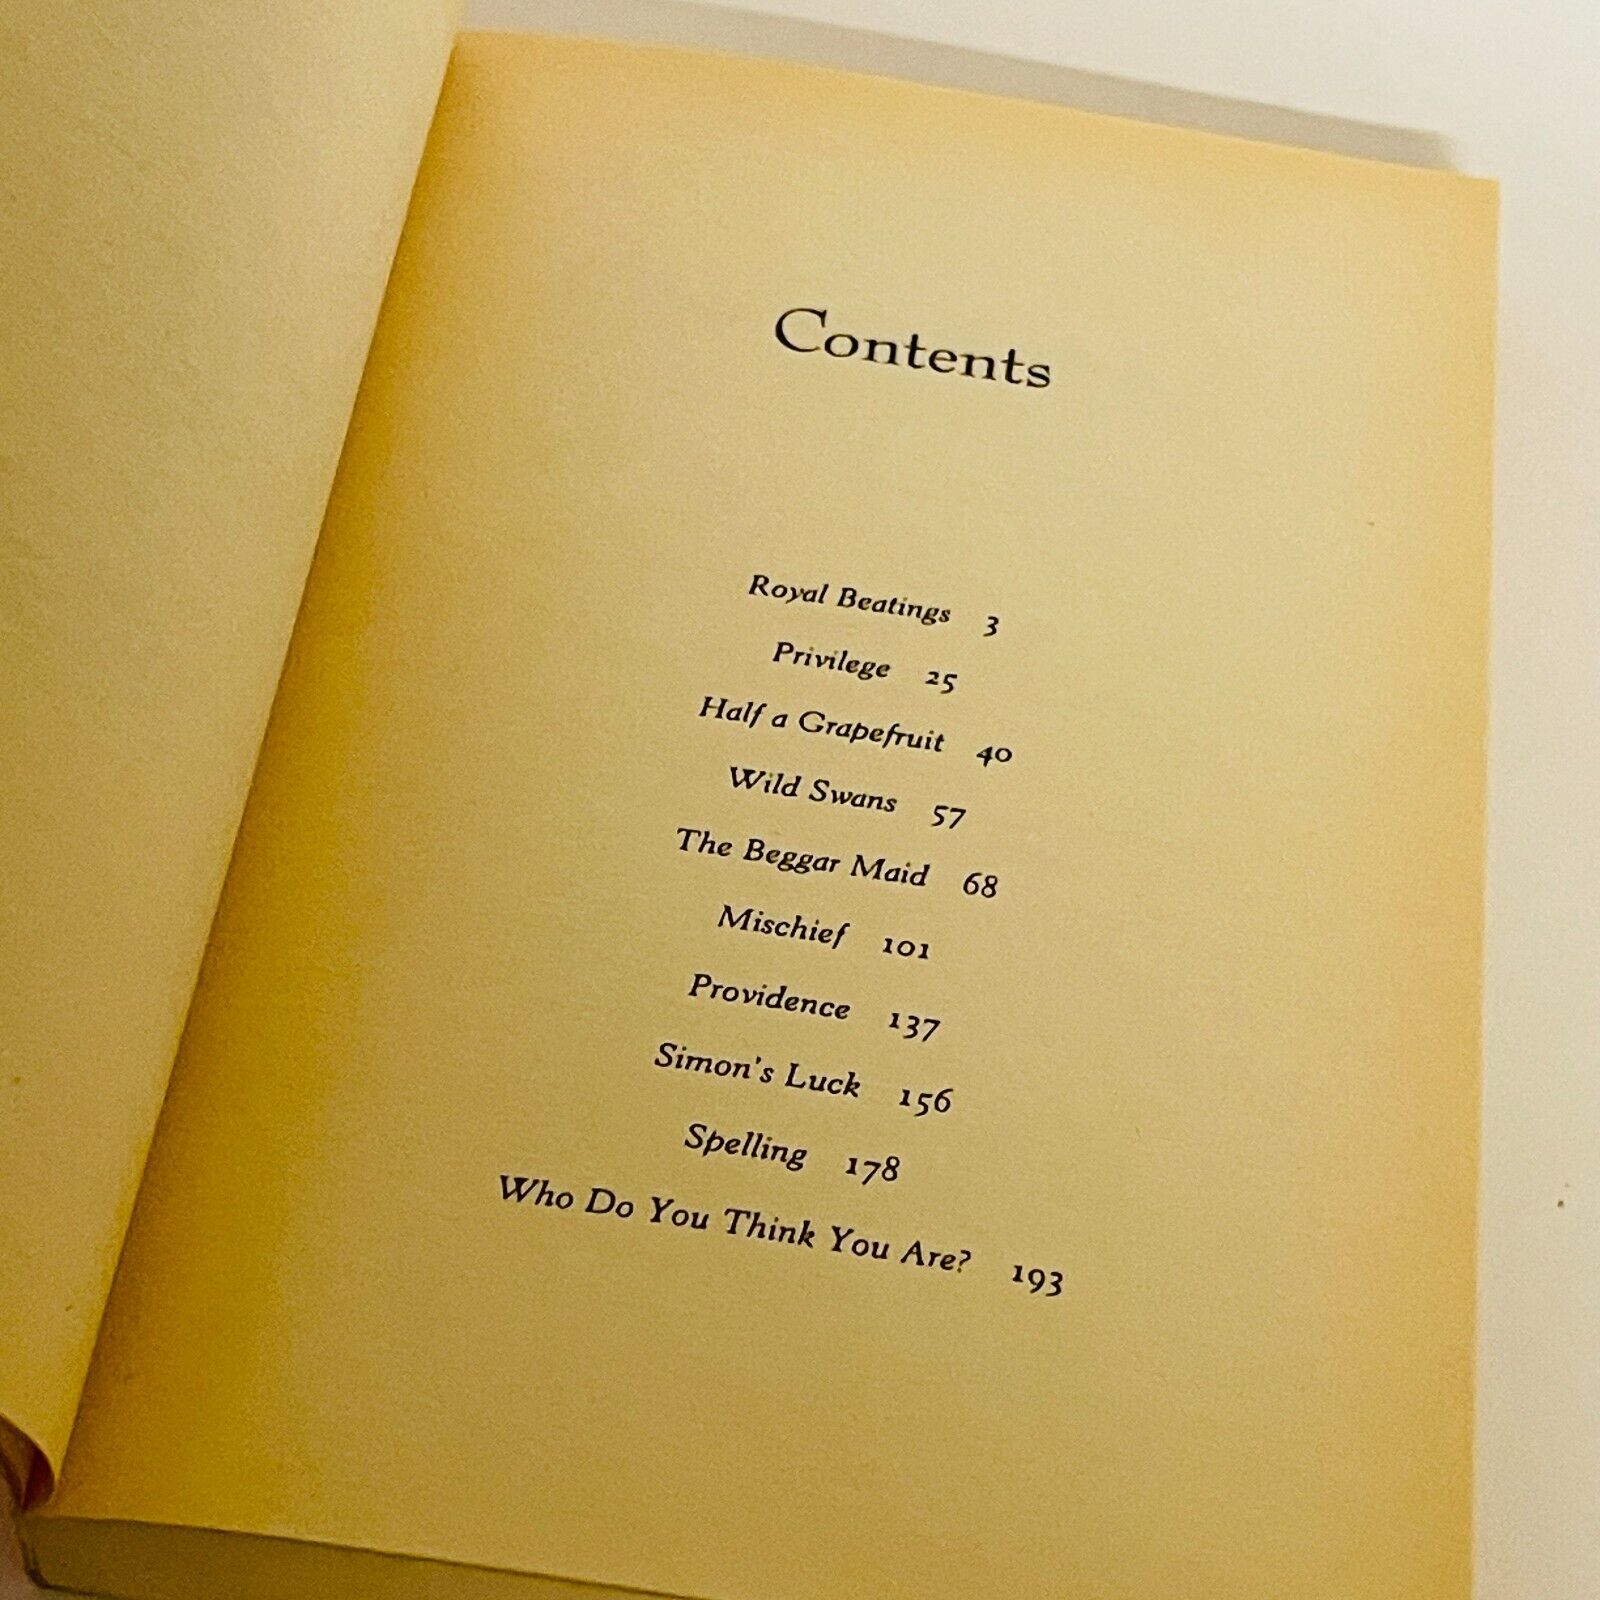 Contents
Royal Beatings 3
Privilege 25
Half a Grapefruit 40
Wild Swans 57
The Beggar Maid 68
Mischief 101
Providence 137
Simon's Luck 156
Spelling 178
Who Do You Think You Are? 193